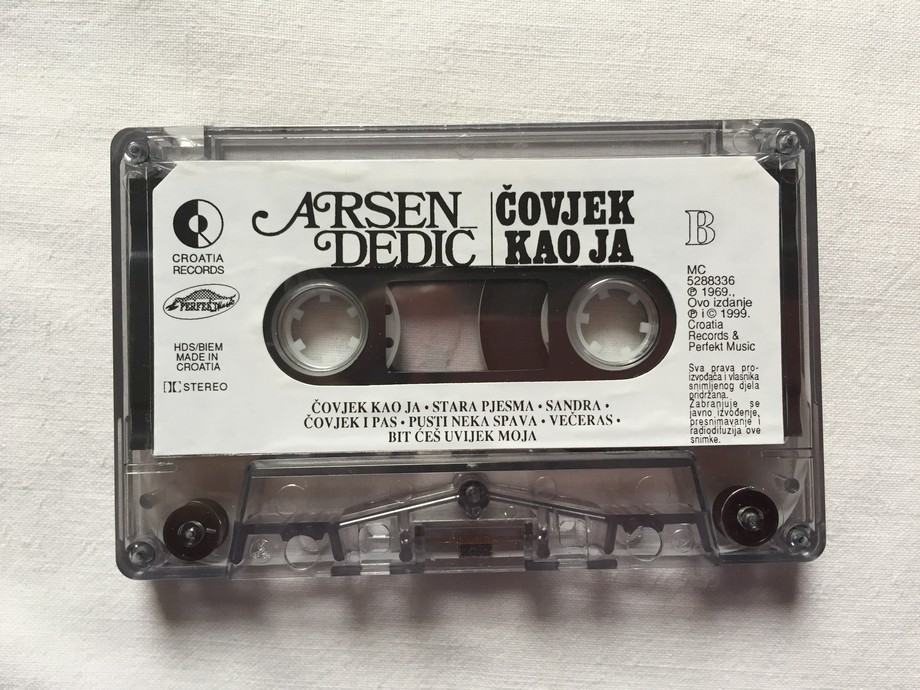 ARSEN
DEDIĆ
ČOVJEK
KAO JA
B
CROATIA
RECORDS
PERFEKT Music
HDS/BIEM
MADE IN
CROATIA
STEREO
MC
5288336
℗ 1969.,
Ovo izdanje
℗ i © 1999.
Croatia
Records &
Perfekt Music
Sva prava pro-
izvođača i vlasnika
snimljenog djela
pridržana.
Zabranjuje se
javno izvođenje,
presnimavanje i
radiodifuzija ove
snimke.
ČOVJEK KAO JA • STARA PJESMA • SANDRA •
ČOVJEK I PAS • PUSTI NEKA SPAVA • VEČERAS •
BIT ĆEŠ UVIJEK MOJA